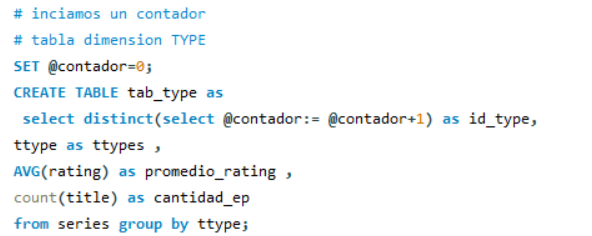 # inciamos un contador
# tabla dimension TYPE
SET @contador=0;
CREATE TABLE tab_type as
select distinct(select @contador:= @contador+1) as id_type,
ttype as ttypes ,
AVG(rating) as promedio_rating ,
count(title) as cantidad_ep
from series group by ttype;